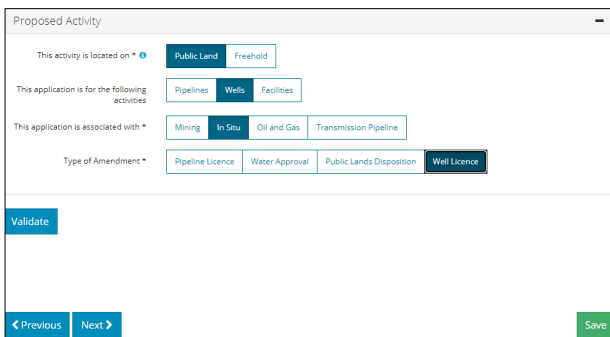 Proposed Activity
This activity is located on * Public Land Freehold
This application is for the following
activities
Pipelines Wells Facilities
This application is associated with * Mining In Situ Oil and Gas Transmission Pipeline
Type of Amendment * Pipeline Licence Water Approval Public Lands Disposition Well Licence
Validate
Previous Next Save